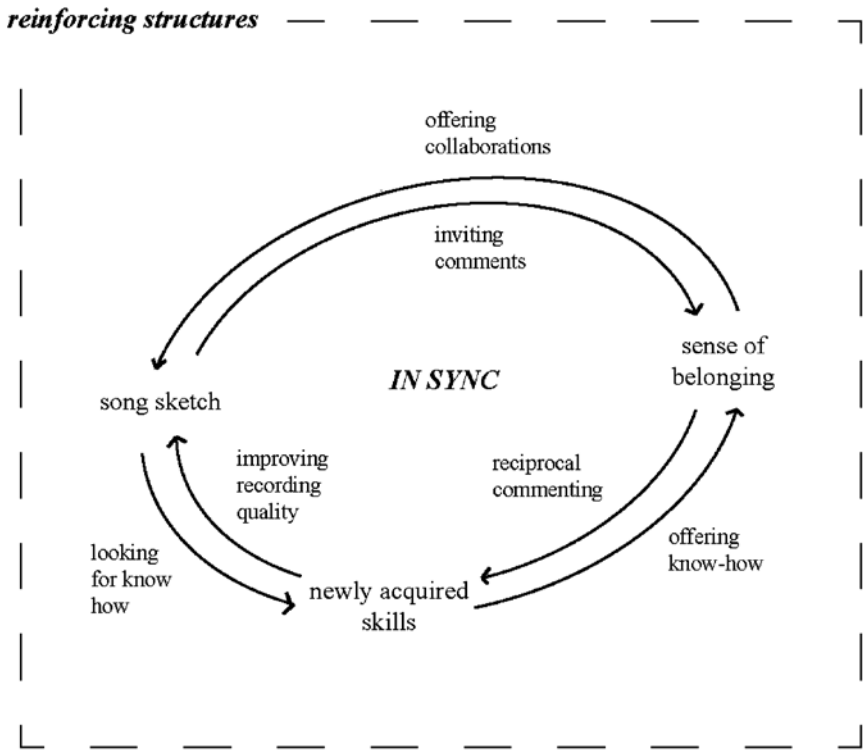 reinforcing structures
offering
collaborations
inviting
comments
sense of
belonging
IN SYNC
song sketch
improving
recording
quality
reciprocal
commenting
looking
for know
how
offering
know-how
newly acquired
skills